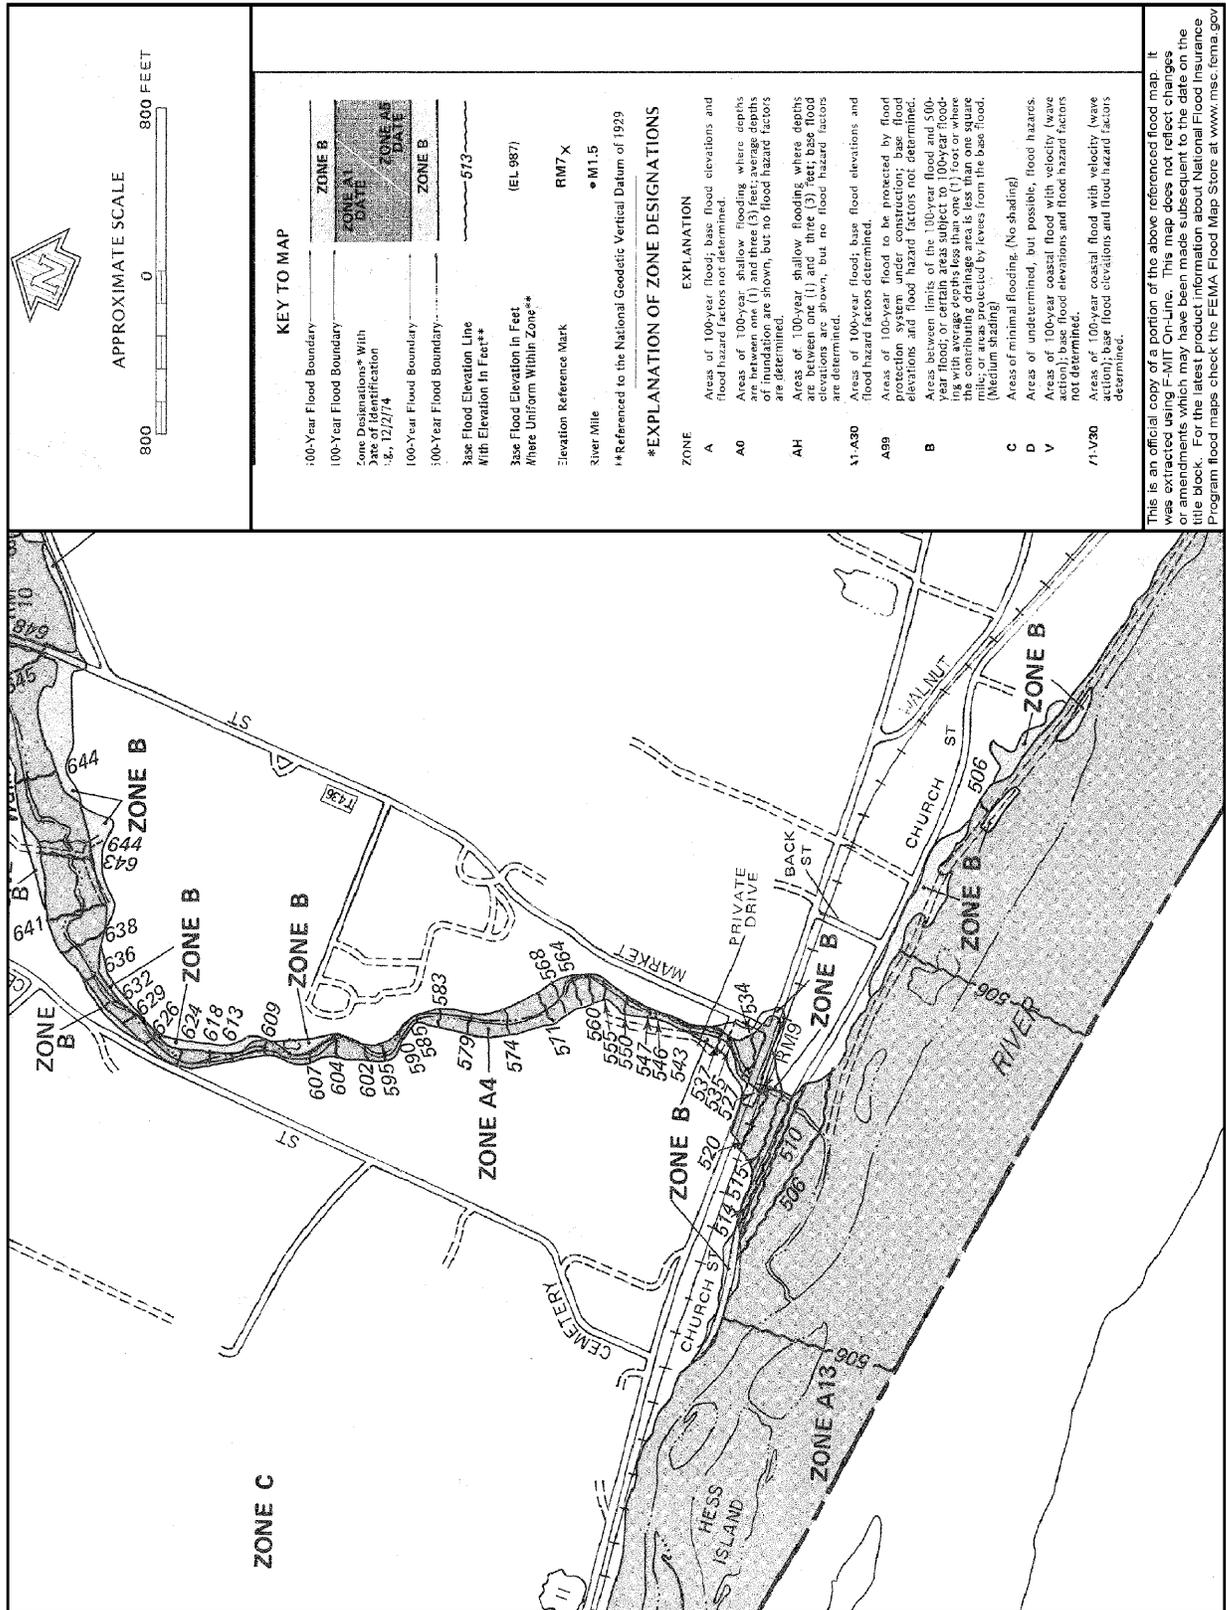 APPROXIMATE SCALE
800
0
800 FEET
N
KEY TO MAP
500-Year Flood Boundary
ZONE B
100-Year Flood Boundary
Zone Designations* With
Date of Identification
e.g., 12/2/74
ZONE A1
DATE
ZONE A5
DATE
100-Year Flood Boundary
500-Year Flood Boundary
ZONE B
Base Flood Elevation Line
With Elevation In Feet**
513
Base Flood Elevation In Feet
Where Uniform Within Zone**
(EL 987)
Elevation Reference Mark
RM7X
River Mile
•M1.5
**Referenced to the National Geodetic Vertical Datum of 1929
*EXPLANATION OF ZONE DESIGNATIONS
ZONE
EXPLANATION
A
Areas of 100-year flood; base flood elevations and
flood hazard factors not determined.
A0
Areas of 100-year shallow flooding where depths
are between one (1) and three (3) feet; average depths
of inundation are shown, but no flood hazard factors
are determined.
AH
Areas of 100-year shallow flooding where depths
are between one (1) and three (3) feet; base flood
elevations are shown, but no flood hazard factors
are determined.
A1-A30
Areas of 100-year flood; base flood elevations and
flood hazard factors determined.
A99
Areas of 100-year flood to be protected by flood
protection system under construction; base flood
elevations and flood hazard factors not determined.
B
Areas between limits of the 100-year flood and 500-
year flood; or certain areas subject to 100-year flood-
ing with average depths less than one (1) foot or where
the contributing drainage area is less than one square
mile; or areas protected by levees from the base flood.
(Medium shading)
C
Areas of minimal flooding. (No shading)
D
Areas of undetermined, but possible, flood hazards.
V
Areas of 100-year coastal flood with velocity (wave
action); base flood elevations and flood hazard factors
not determined.
V1-V30
Areas of 100-year coastal flood with velocity (wave
action); base flood elevations and flood hazard factors
determined.
This is an official copy of a portion of the above referenced flood map. It
was extracted using F-MIT On-Line. This map does not reflect changes
or amendments which may have been made subsequent to the date on the
title block. For the latest product information about National Flood Insurance
Program flood maps check the FEMA Flood Map Store at www.msc.fema.gov
10
648
645
644
ZONE B
649
643
B
641
638
636
632
629
626
624
618
613
609
ZONE B
ZONE B
ZONE
B
607
604
602
595
590
585
583
579
574
571
568
564
560
555
550
547
546
543
537
535
527
534
520
515
514
510
506
ZONE A4
ZONE B
ZONE B
RM9
ST
ST
T436
MARKET
PRIVATE
DRIVE
BACK
ST
WALNUT
CHURCH
ST
506
ZONE B
ZONE B
506
RIVER
CEMETERY
CHURCH ST
506
ZONE A13
HESS
ISLAND
11
ZONE C